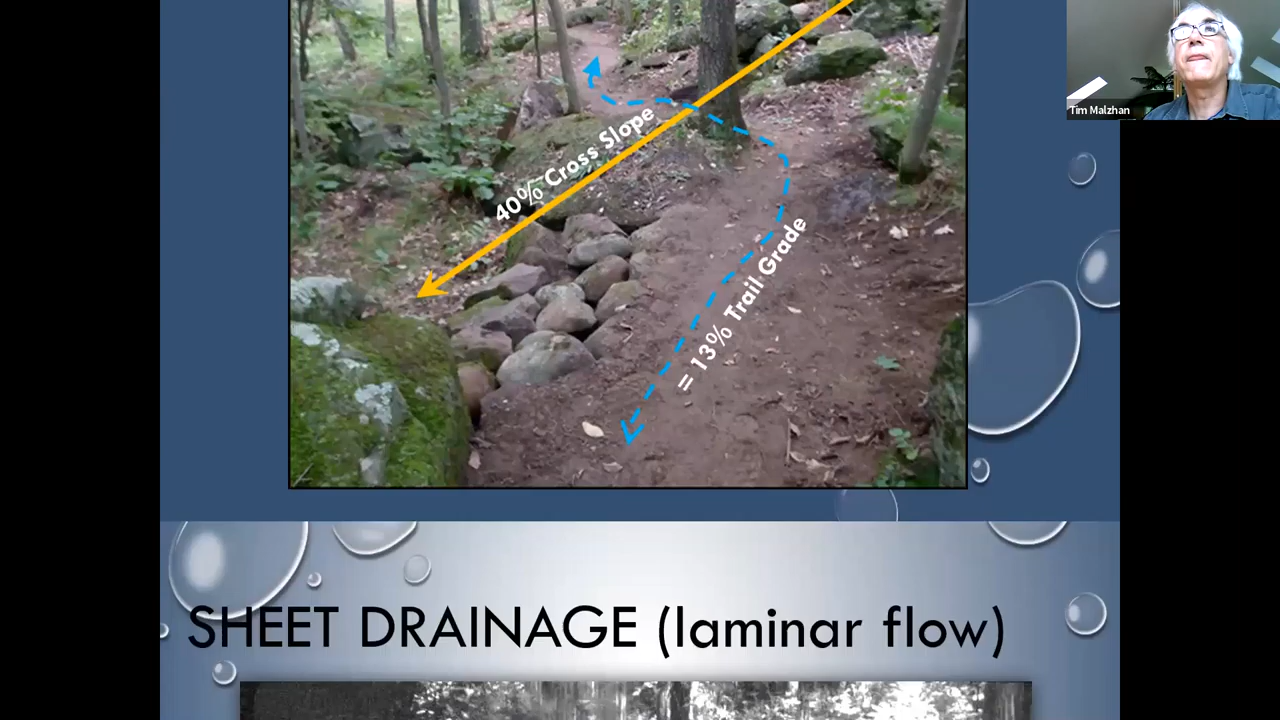 Tim Malzhan
40% Cross Slope
= 13% Trail Grade
SHEET DRAINAGE (laminar flow)